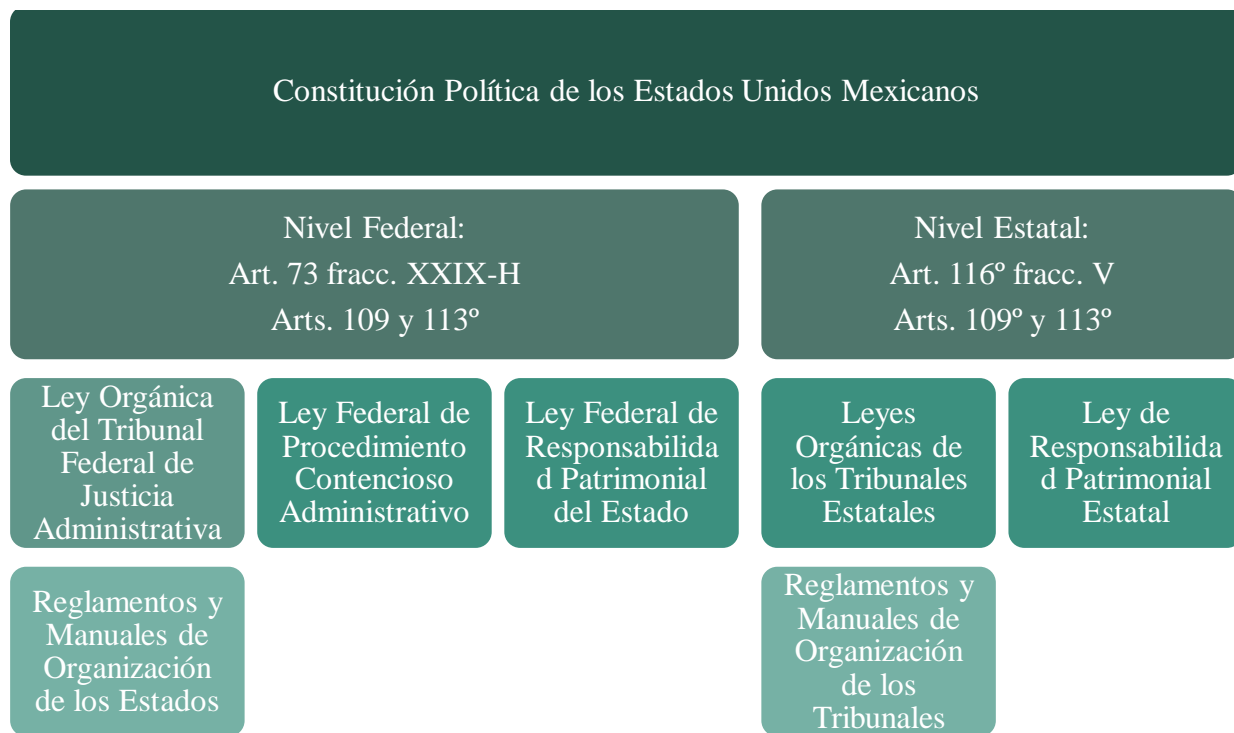 Constitución Política de los Estados Unidos Mexicanos
Nivel Federal:
Art. 73 fracc. XXIX-H
Arts. 109 y 113º
Nivel Estatal:
Art. 116º fracc. V
Arts. 109º y 113º
Ley Orgánica
del Tribunal
Federal de
Justicia
Administrativa
Ley Federal de
Procedimiento
Contencioso
Administrativo
Ley Federal de
Responsabilida
d Patrimonial
del Estado
Leyes
Orgánicas de
los Tribunales
Estatales
Ley de
Responsabilida
d Patrimonial
Estatal
Reglamentos y
Manuales de
Organización
de los Estados
Reglamentos y
Manuales de
Organización
de los
Tribunales